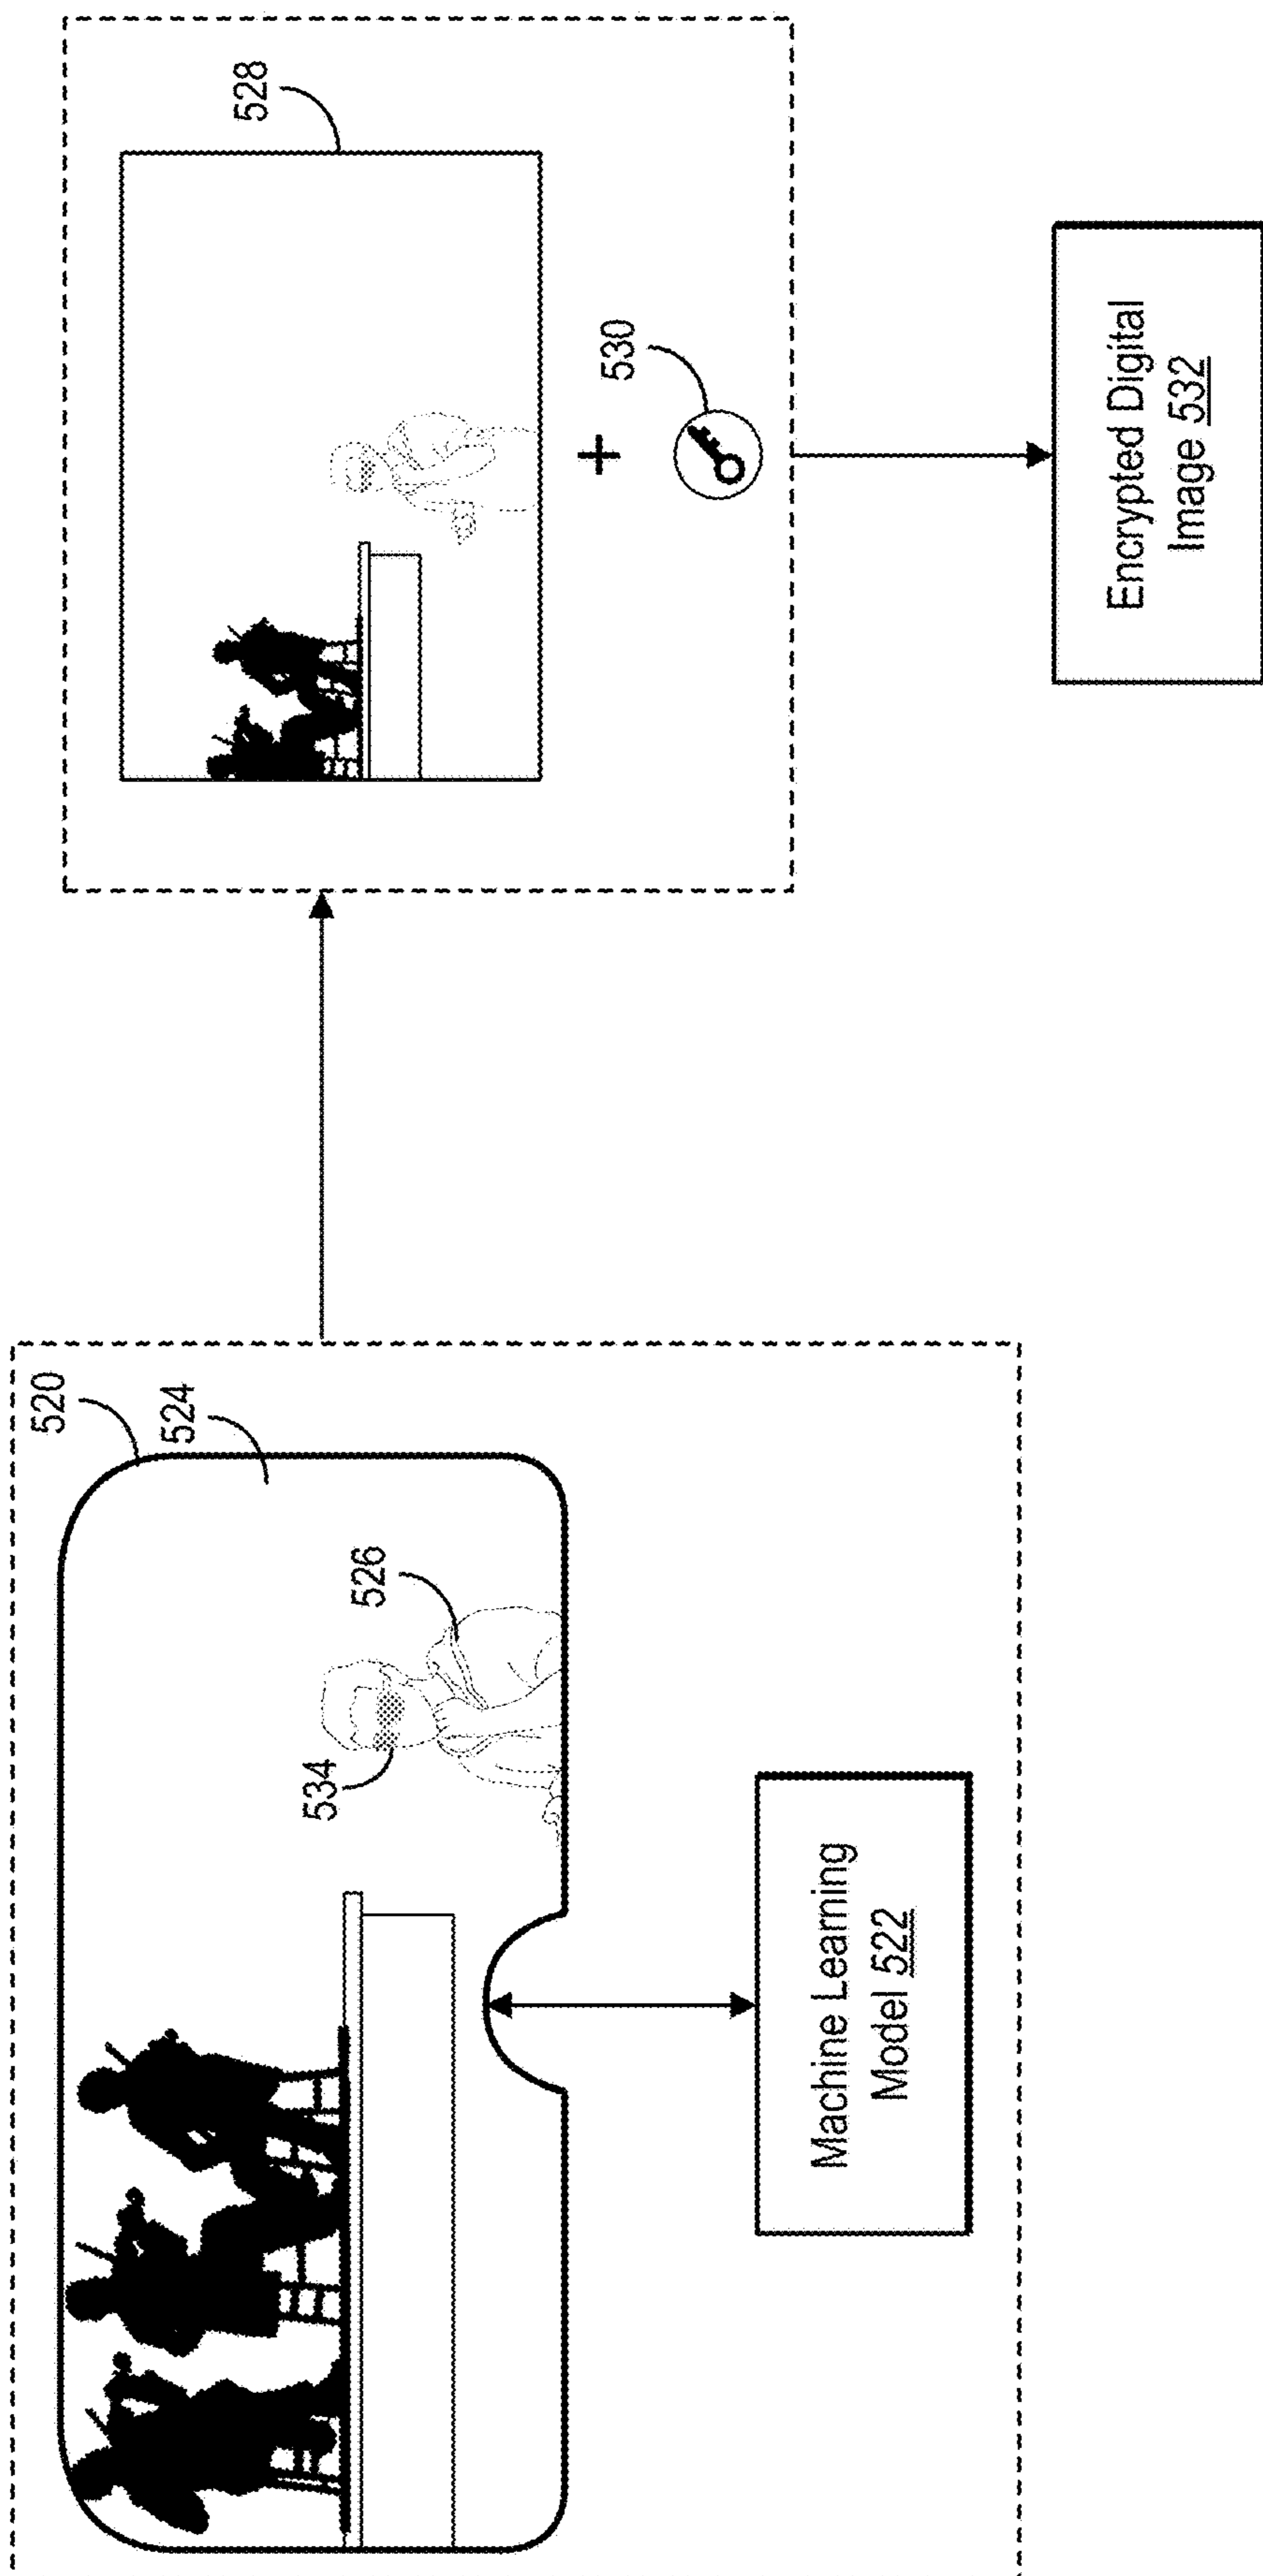 520
524
526
534
Machine Learning
Model 522
528
+
530
Encrypted Digital
Image 532